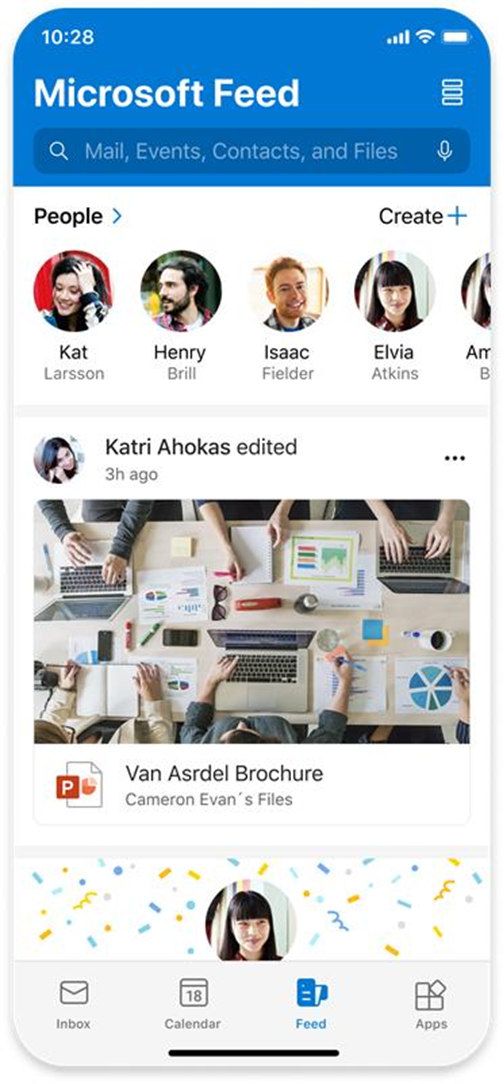 10:28
Microsoft Feed
Mail, Events, Contacts, and Files
People
Create
Kat
Larsson
Henry
Brill
Isaac
Fielder
Elvia
Atkins
Am
B
Katri Ahokas edited
3h ago
P
Van Asrdel Brochure
Cameron Evan´s Files
Inbox
18
Calendar
Feed
Apps